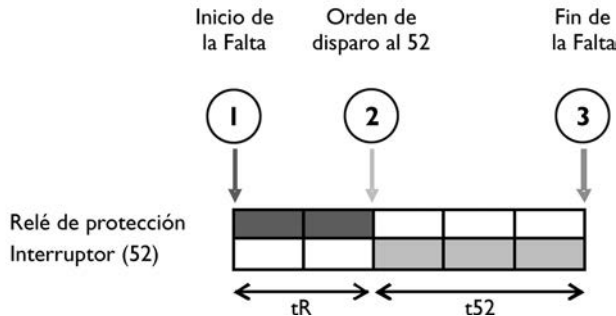 Inicio de
la Falta
Orden de
disparo al 52
Fin de
la Falta
1
2
3
Relé de protección
Interruptor (52)
tR
t52